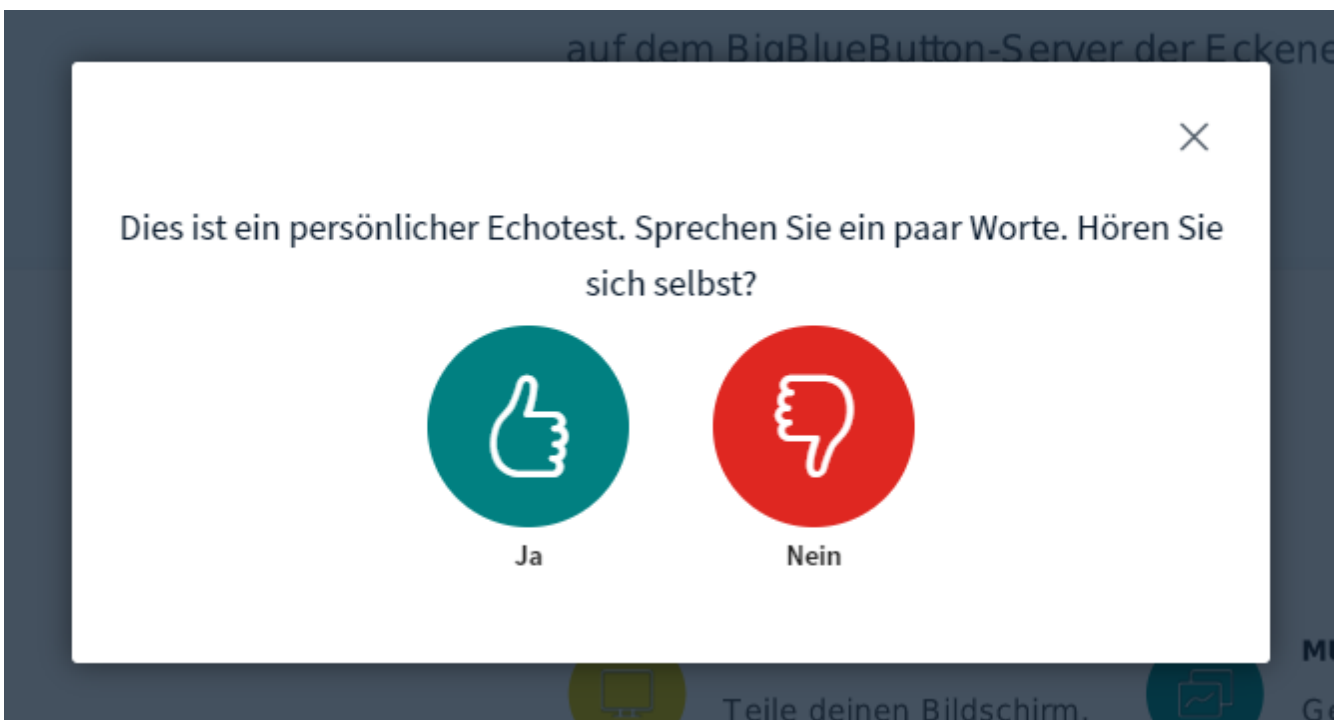 auf dem BigBlueButton-Server der
Dies ist ein persönlicher Echotest. Sprechen Sie ein paar Worte. Hören Sie
sich selbst?
Ja
Nein
Teile deinen Bildschirm.